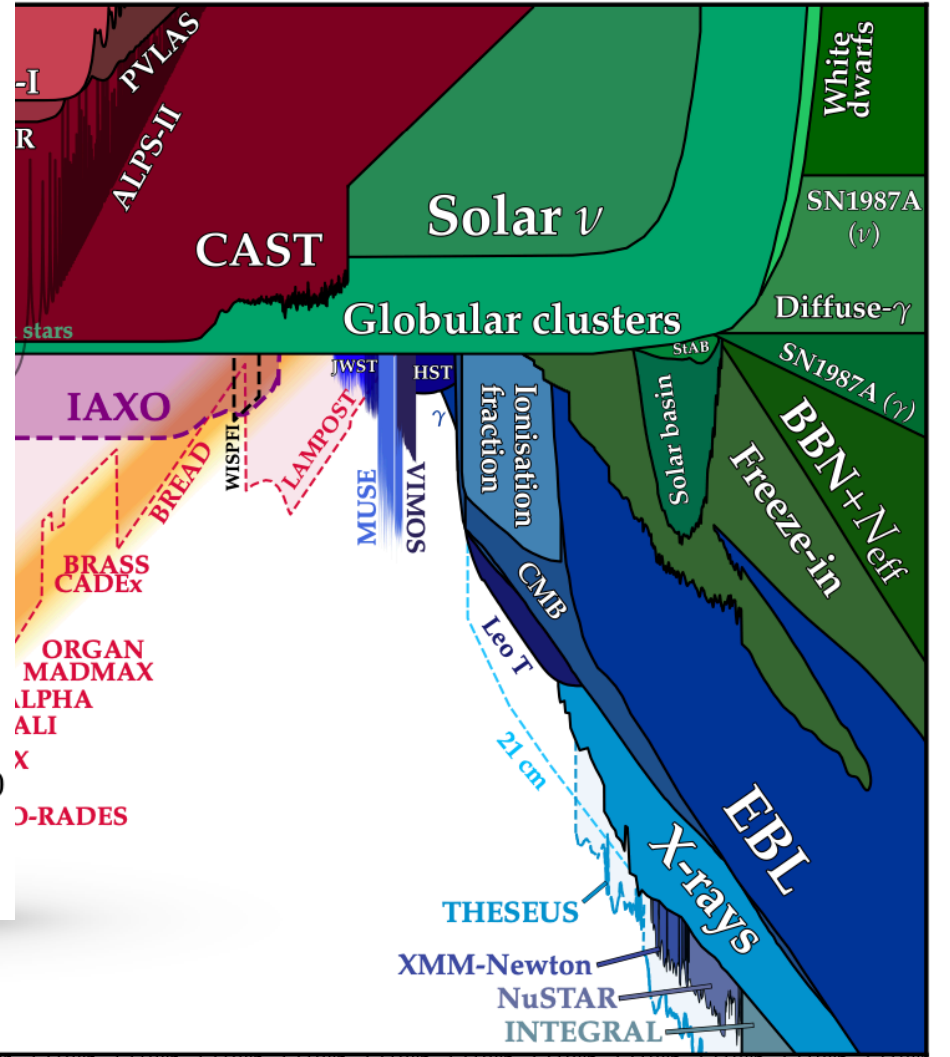 -I
PVLAS
R
ALPS-II
White
dwarfs
SN1987A
(ν)
Solar ν
CAST
Diffuse-γ
Globular clusters
stars
StAB
SN1987A (γ)
JWST
HST
γ
IAXO
Ionisation
fraction
Solar basin
BBN+Neff
LAMPOST
WISPFI
BREAD
MUSE
VIMOS
Freeze-in
BRASS
CADEx
CMB
Leo T
ORGAN
MADMAX
ALPHA
ALI
X
21 cm
O-RADES
EBL
X-rays
THESEUS
XMM-Newton
NuSTAR
INTEGRAL